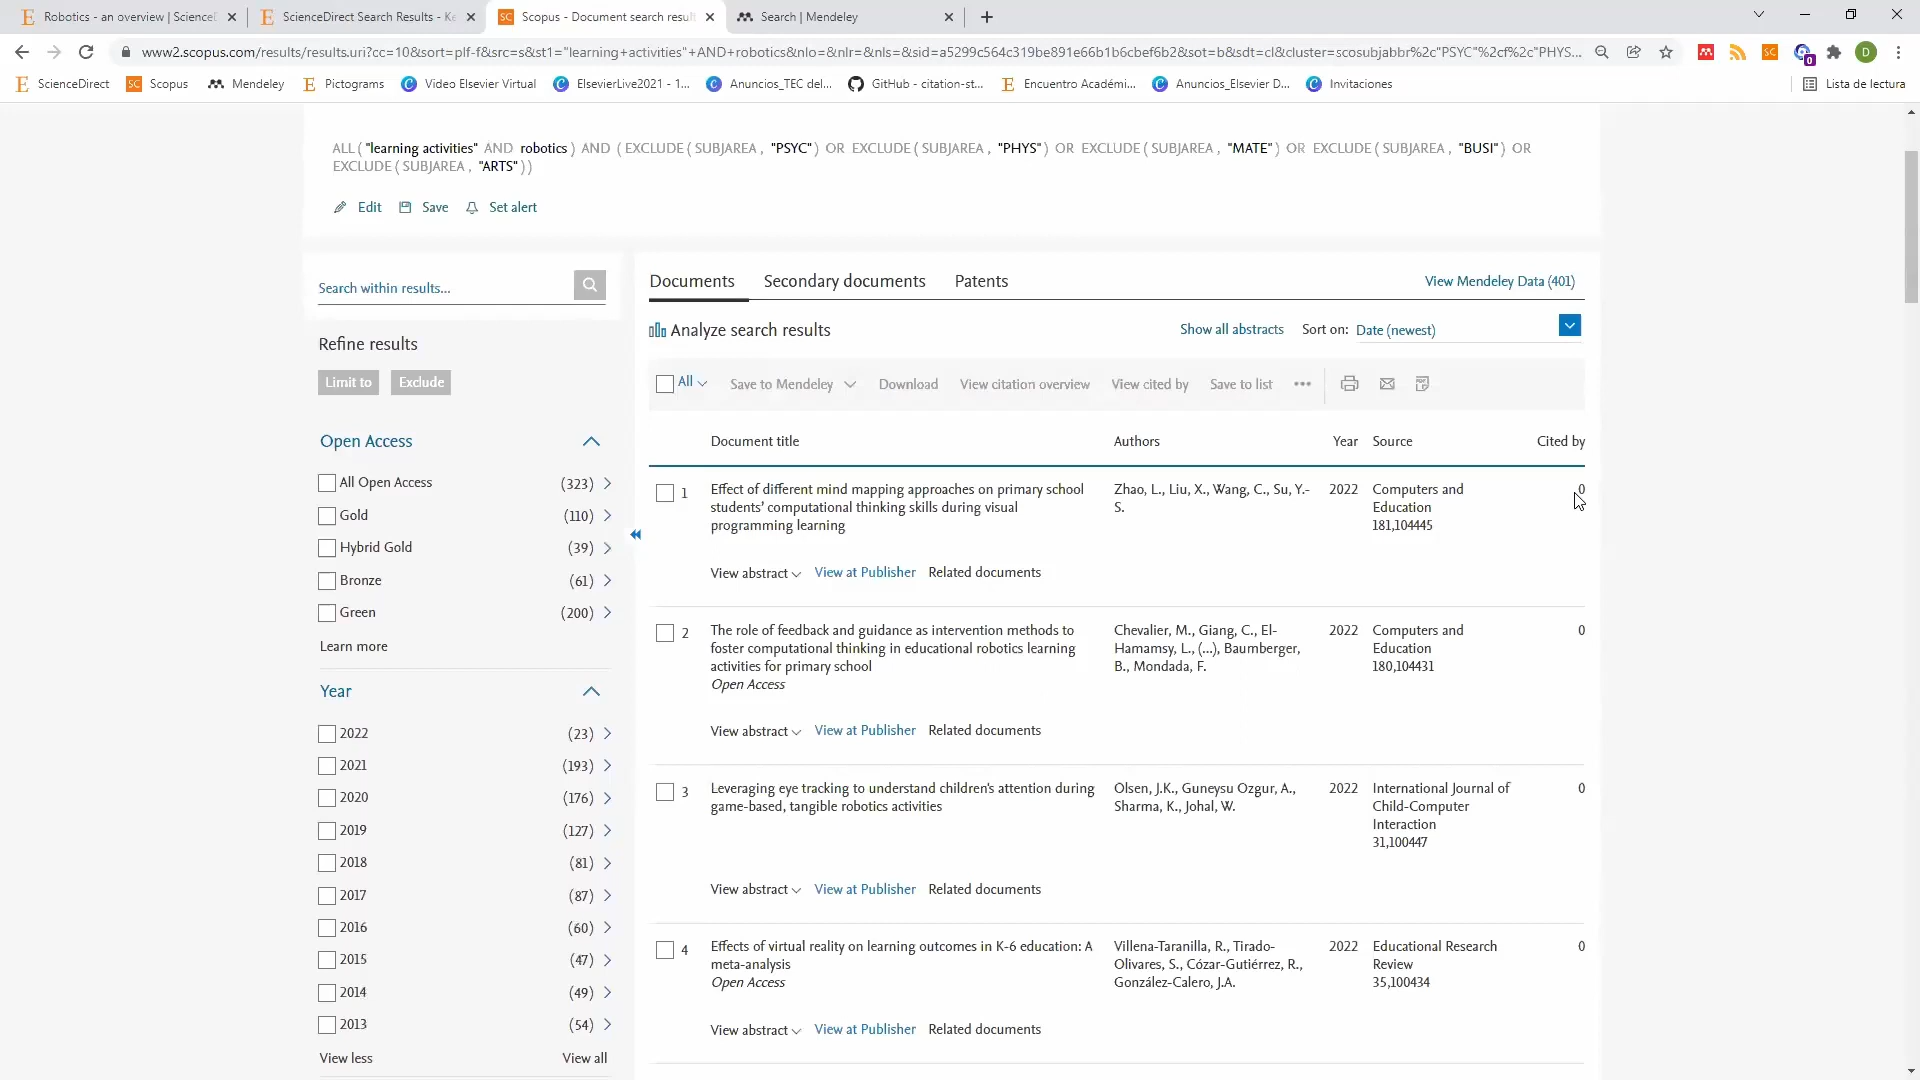 Robotics - an overview | Science
ScienceDirect Search Results - Ke
Scopus - Document search resul
Search | Mendeley
www2.scopus.com/results/results.uri?cc=10&sort=plf-f&src=s&st1="learning+activities"+AND+robotics&nlo=&nlr=&nls=&sid=a5299c564c319be891e66b1b6cbef6b2&sot=b&sdt=cl&cluster=scosubjabbr%2c"PSYC"%2cf%2c"PHYS...
ScienceDirect
Scopus
Mendeley
Pictograms
Video Elsevier Virtual
ElsevierLive2021 - 1...
Anuncios_TEC del...
GitHub - citation-st...
Encuentro Académi...
Anuncios_Elsevier D...
Invitaciones
Lista de lectura
ALL ( "learning activities" AND robotics ) AND ( EXCLUDE ( SUBJAREA , "PSYC" ) OR EXCLUDE ( SUBJAREA , "PHYS" ) OR EXCLUDE ( SUBJAREA , "MATE" ) OR EXCLUDE ( SUBJAREA , "BUSI" ) OR
EXCLUDE ( SUBJAREA , "ARTS" ) )
Edit Save Set alert
Search within results...
Refine results
Limit to Exclude
Open Access
All Open Access (323)
Gold (110)
Hybrid Gold (39)
Bronze (61)
Green (200)
Learn more
Year
2022 (23)
2021 (193)
2020 (176)
2019 (127)
2018 (81)
2017 (87)
2016 (60)
2015 (47)
2014 (49)
2013 (54)
View less View all
Documents Secondary documents Patents View Mendeley Data (401)
Analyze search results Show all abstracts Sort on: Date (newest)
All Save to Mendeley Download View citation overview View cited by Save to list
Document title Authors Year Source Cited by
1 Effect of different mind mapping approaches on primary school Zhao, L., Liu, X., Wang, C., Su, Y.- 2022 Computers and 0
students' computational thinking skills during visual S. Education
programming learning 181,104445
View abstract View at Publisher Related documents
2 The role of feedback and guidance as intervention methods to Chevalier, M., Giang, C., El- 2022 Computers and 0
foster computational thinking in educational robotics learning Hamamsy, L., (...), Baumberger, Education
activities for primary school B., Mondada, F. 180,104431
Open Access
View abstract View at Publisher Related documents
3 Leveraging eye tracking to understand children's attention during Olsen, J.K., Guneysu Ozgur, A., 2022 International Journal of 0
game-based, tangible robotics activities Sharma, K., Johal, W. Child-Computer
Interaction
31,100447
View abstract View at Publisher Related documents
4 Effects of virtual reality on learning outcomes in K-6 education: A Villena-Taranilla, R., Tirado- 2022 Educational Research 0
meta-analysis Olivares, S., Cózar-Gutiérrez, R., Review
Open Access González-Calero, J.A. 35,100434
View abstract View at Publisher Related documents